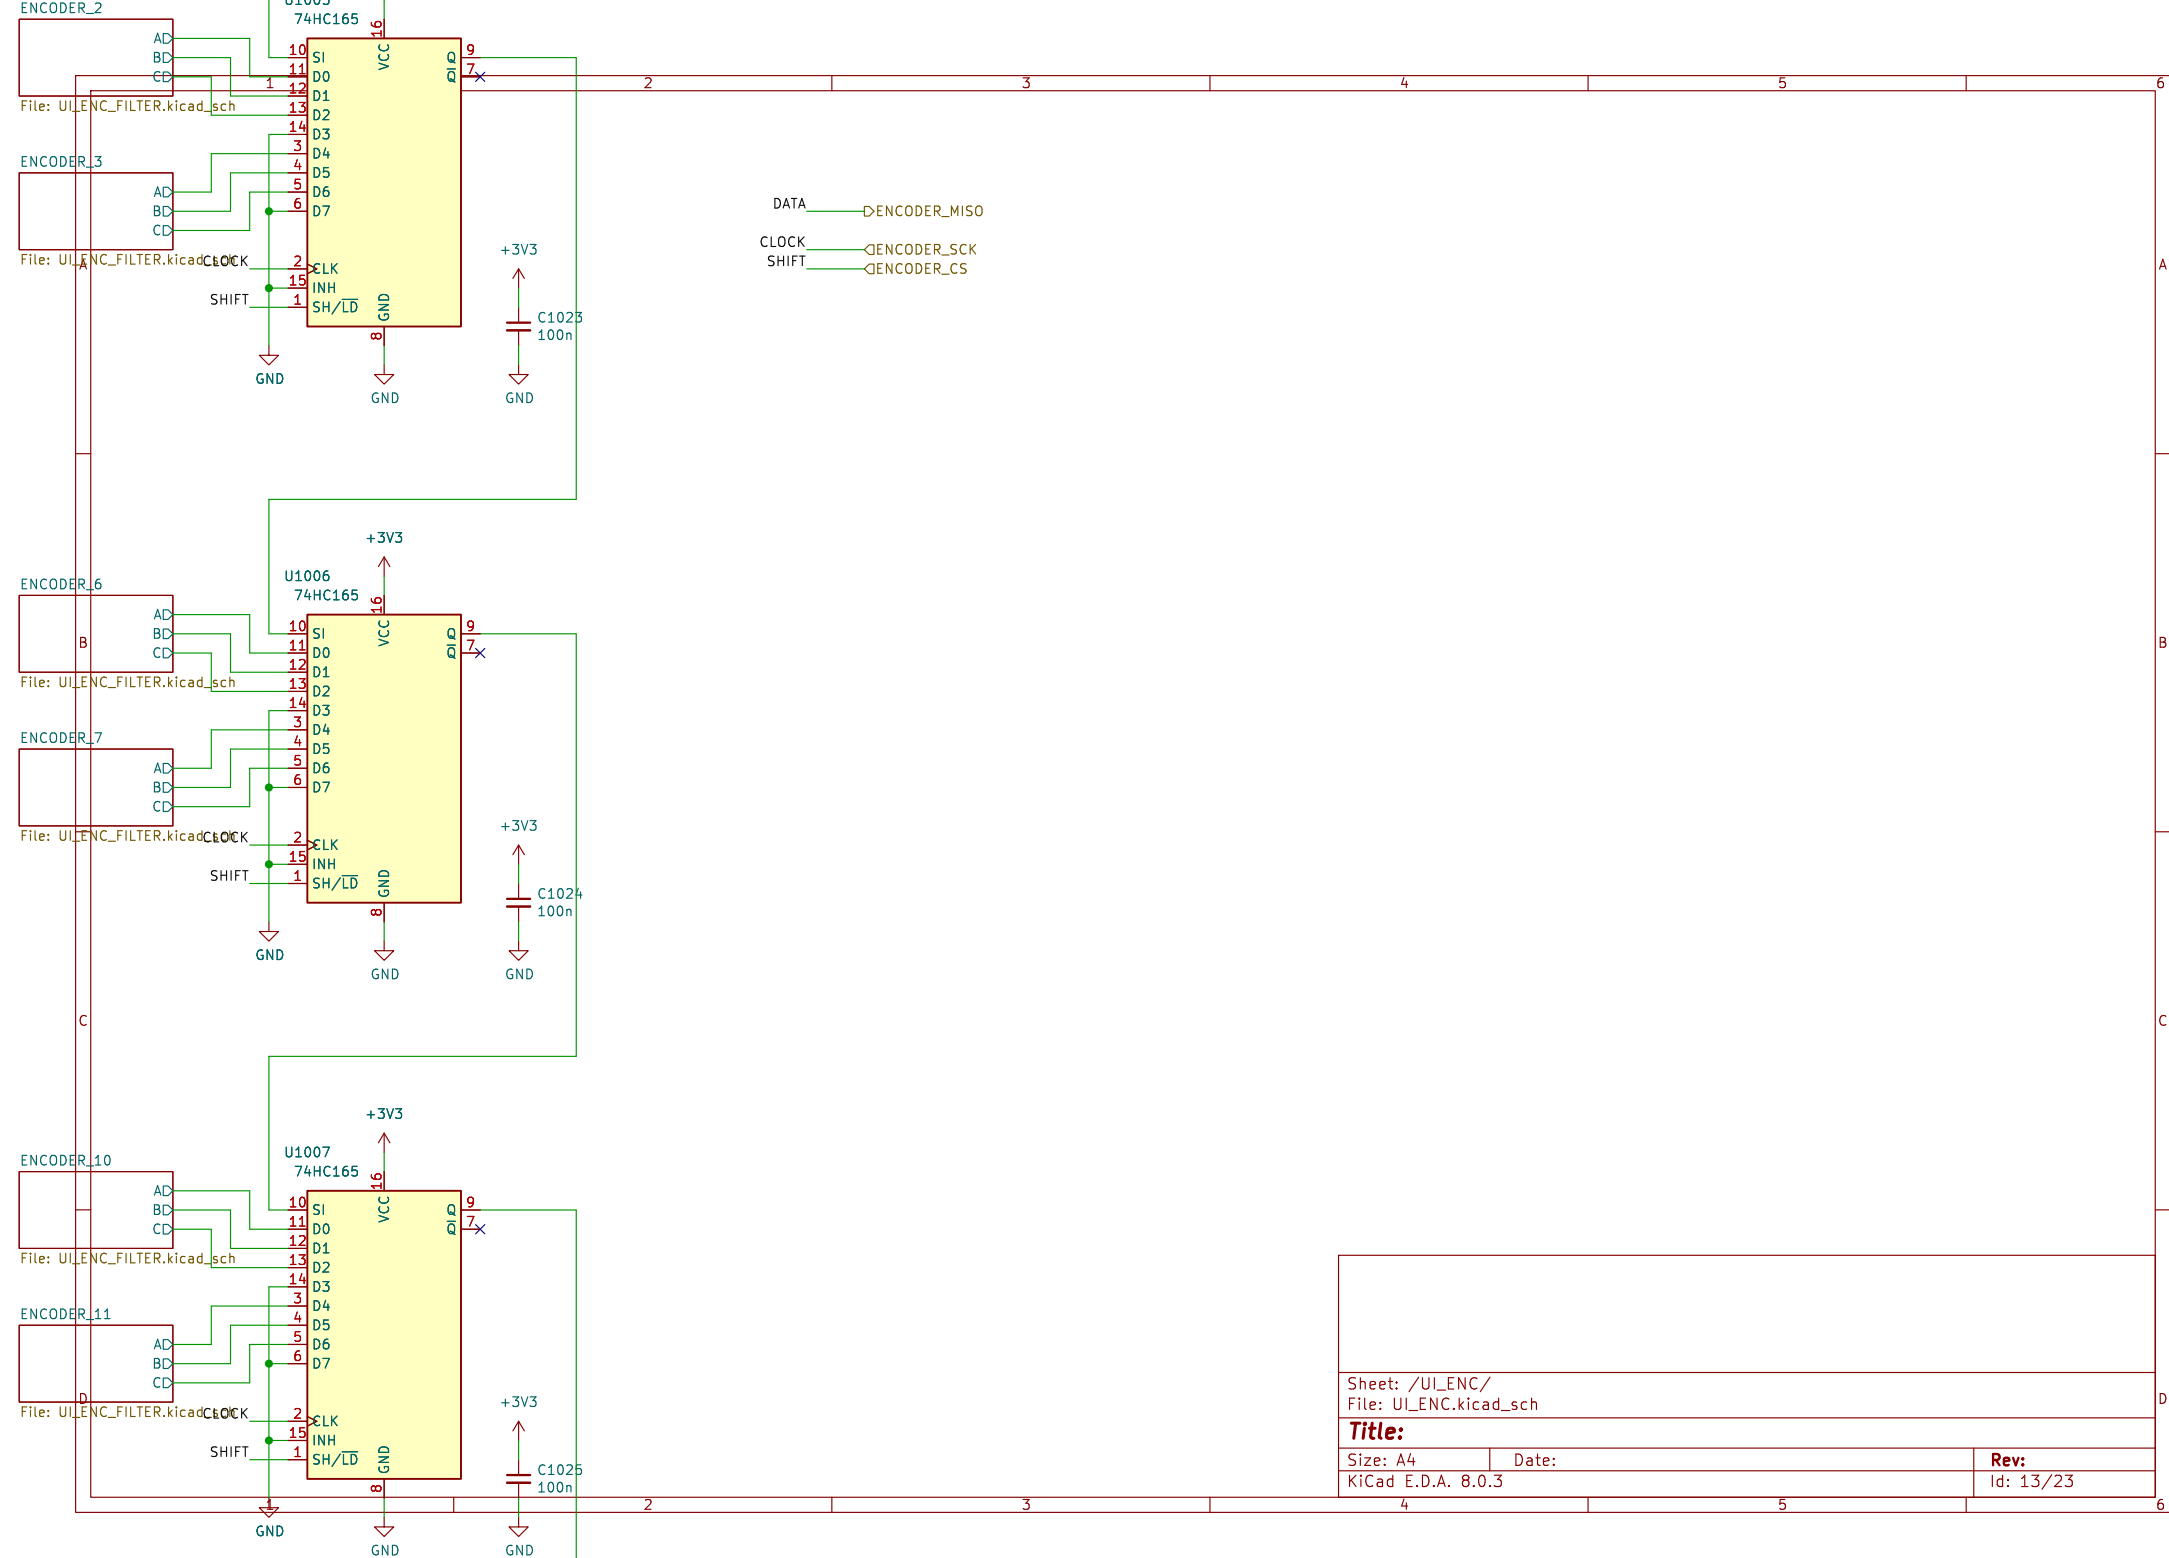 ENCODER_2
74HC165
A
B
C
File: UI_ENC_FILTER.kicad_sch
16
VCC
10 SI
11 D0
12 D1
13 D2
14 D3
3 D4
4 D5
5 D6
6 D7
2 CLK
15 INH
1 SH/LD
9 Q
7 Q
GND
8
ENCODER_3
A
B
C
File: UI_ENC_FILTER.kicad_sch
CLOCK
SHIFT
GND
GND
+3V3
C1023
100n
GND
DATA
ENCODER_MISO
CLOCK
ENCODER_SCK
SHIFT
ENCODER_CS
1
2
3
4
5
6
A
A
+3V3
U1006
74HC165
ENCODER_6
A
B
C
File: UI_ENC_FILTER.kicad_sch
16
VCC
10 SI
11 D0
12 D1
13 D2
14 D3
3 D4
4 D5
5 D6
6 D7
2 CLK
15 INH
1 SH/LD
9 Q
7 Q
GND
8
ENCODER_7
A
B
C
File: UI_ENC_FILTER.kicad_sch
CLOCK
SHIFT
GND
GND
+3V3
C1024
100n
GND
B
B
C
C
+3V3
U1007
74HC165
ENCODER_10
A
B
C
File: UI_ENC_FILTER.kicad_sch
16
VCC
10 SI
11 D0
12 D1
13 D2
14 D3
3 D4
4 D5
5 D6
6 D7
2 CLK
15 INH
1 SH/LD
9 Q
7 Q
GND
8
ENCODER_11
A
B
C
File: UI_ENC_FILTER.kicad_sch
CLOCK
SHIFT
GND
GND
+3V3
C1025
100n
GND
D
D
Sheet: /UI_ENC/
File: UI_ENC.kicad_sch
Title:
Size: A4
Date:
Rev:
KiCad E.D.A. 8.0.3
Id: 13/23
1
2
3
4
5
6